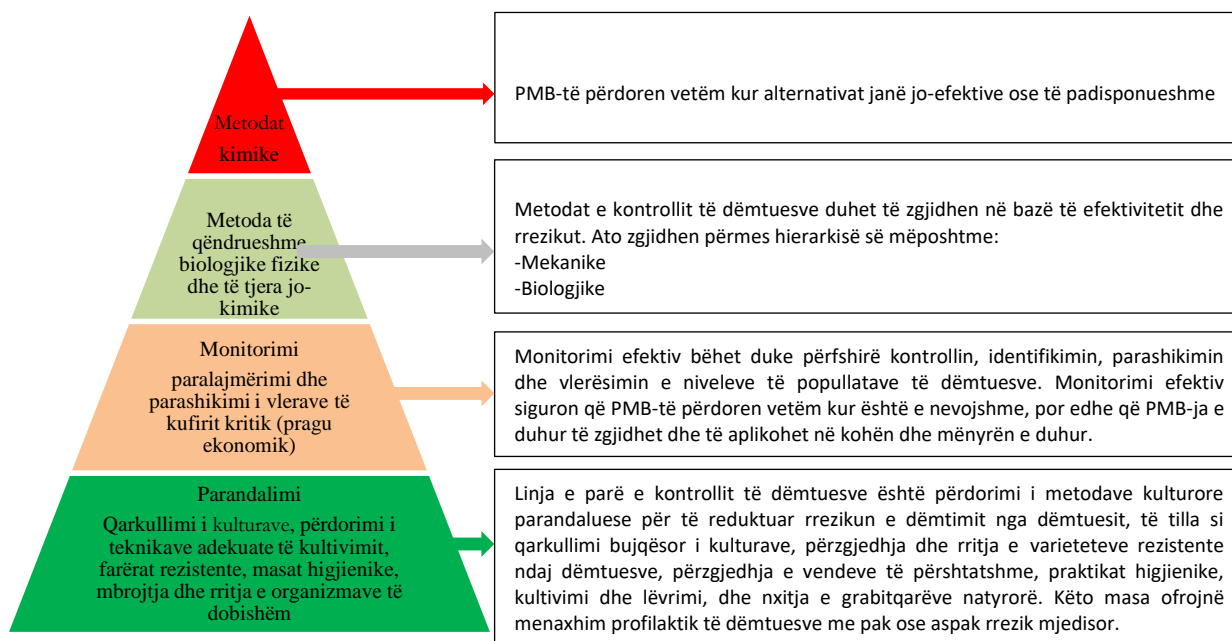 Metodat
kimike
PMB-të përdoren vetëm kur alternativat janë jo-efektive ose të padisponueshme
Metoda të
qëndrueshme
biologjike fizike
dhe të tjera jo-
kimike
Metodat e kontrollit të dëmtuesve duhet të zgjidhen në bazë të efektivitetit dhe
rrezikut. Ato zgjidhen përmes hierarkisë së mëposhtme:
-Mekanike
-Biologjike
Monitorimi
paralajmërimi dhe
parashikimi i vlerave të
kufirit kritik (pragu
ekonomik)
Monitorimi efektiv bëhet duke përfshirë kontrollin, identifikimin, parashikimin
dhe vlerësimin e niveleve të popullatave të dëmtuesve. Monitorimi efektiv
siguron që PMB-të përdoren vetëm kur është e nevojshme, por edhe që PMB-ja e
duhur të zgjidhet dhe të aplikohet në kohën dhe mënyrën e duhur.
Parandalimi
Qarkullimi i kulturave, përdorimi i
teknikave adekuate të kultivimit,
farërat rezistente, masat higjienike,
mbrojtja dhe rritja e organizmave të
dobishëm
Linja e parë e kontrollit të dëmtuesve është përdorimi i metodave kulturore
parandaluese për të reduktuar rrezikun e dëmtimit nga dëmtuesit, të tilla si
qarkullimi bujqësor i kulturave, përzgjedhja dhe rritja e varieteteve rezistente
ndaj dëmtuesve, përzgjedhja e vendeve të përshtatshme, praktikat higjienike,
kultivimi dhe lëvrimi, dhe nxitja e grabitqarëve natyrorë. Këto masa ofrojnë
menaxhim profilaktik të dëmtuesve me pak ose aspak rrezik mjedisor.